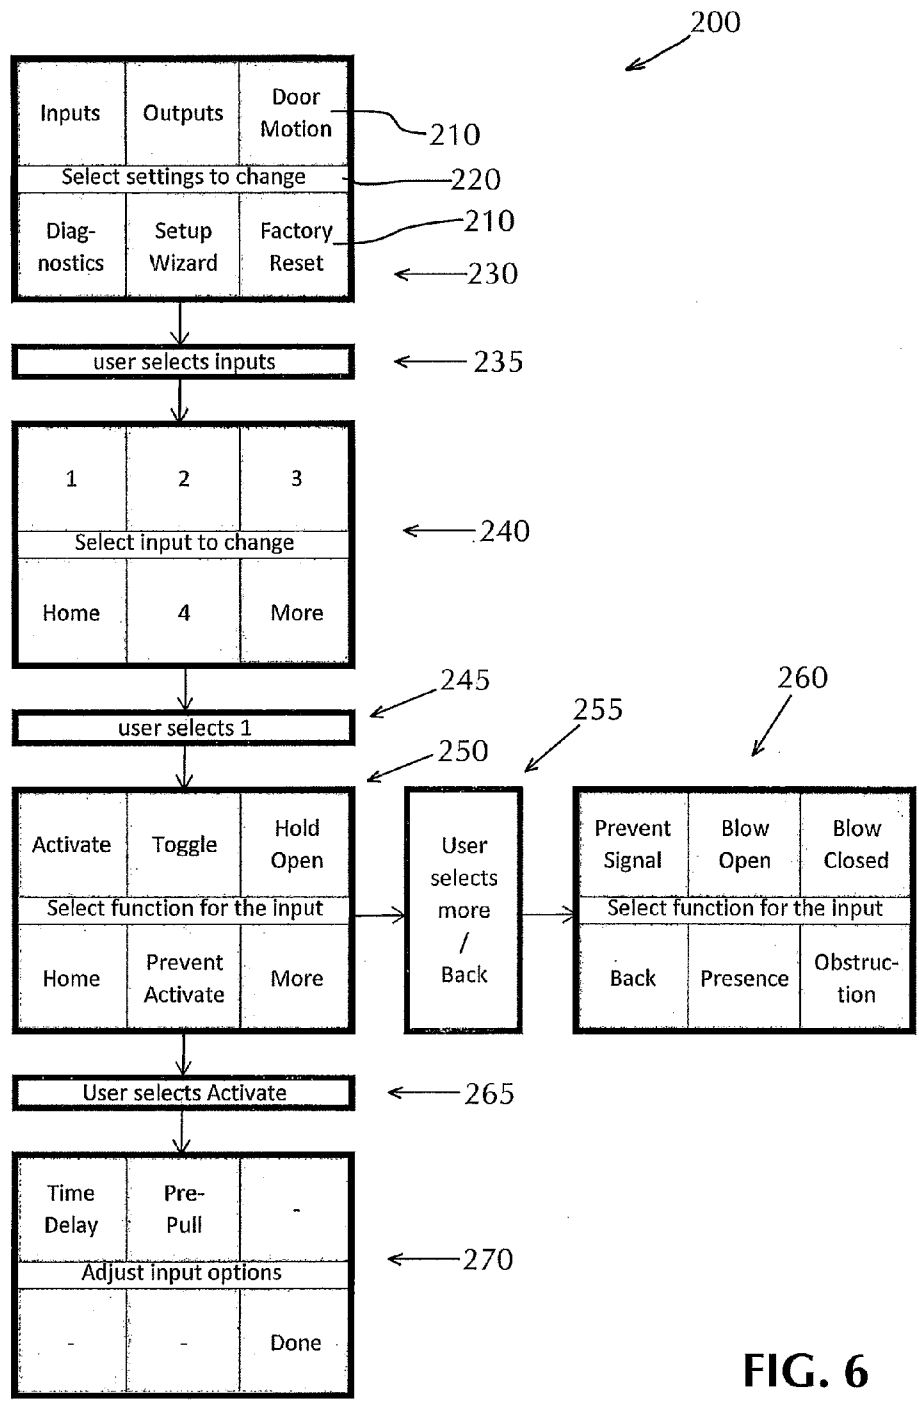 200
Inputs
Outputs
Door
Motion
210
Select settings to change
220
Diag-
nostics
Setup
Wizard
Factory
Reset
210
230
user selects inputs
235
1
2
3
Select input to change
240
Home
4
More
user selects 1
245
250
255
260
Activate
Toggle
Hold
Open
Select function for the input
Home
Prevent
Activate
More
User
selects
more
/
Back
Prevent
Signal
Blow
Open
Blow
Closed
Select function for the input
Back
Presence
Obstruc-
tion
User selects Activate
265
Time
Delay
Pre-
Pull
-
Adjust input options
270
-
-
Done
FIG. 6